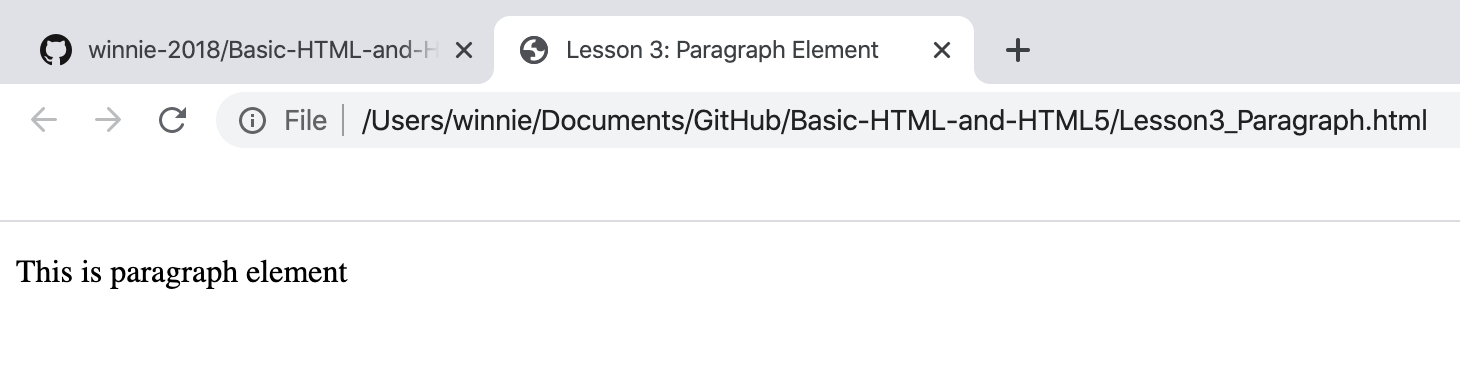 winnie-2018/Basic-HTML-and-H
Lesson 3: Paragraph Element
File
/Users/winnie/Documents/GitHub/Basic-HTML-and-HTML5/Lesson3_Paragraph.html
This is paragraph element